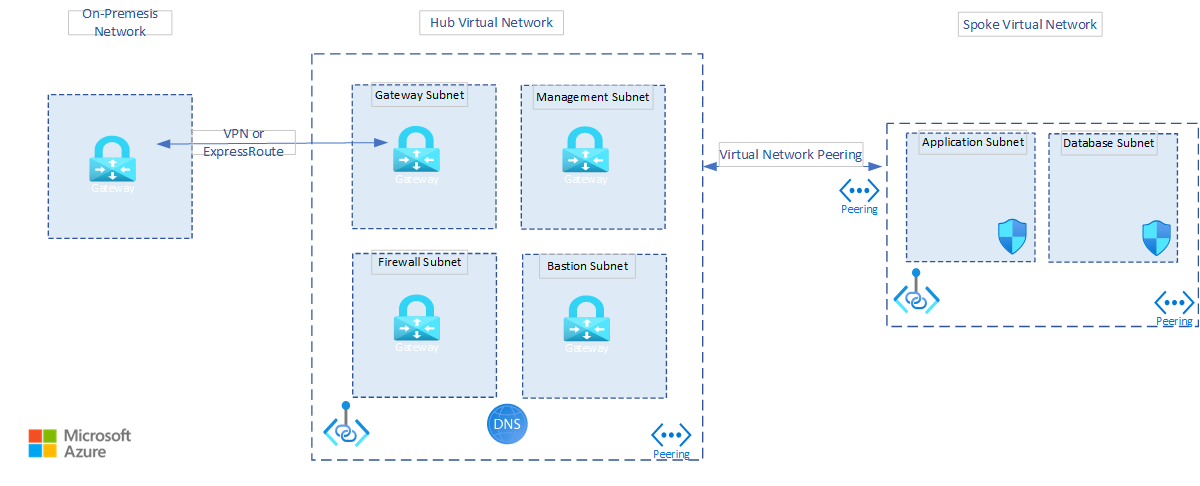 On-Premesis
Network
Hub Virtual Network
Spoke Virtual Network
Gateway Subnet
Management Subnet
VPN or
ExpressRoute
Gateway
Gateway
Gateway
Virtual Network Peering
Application Subnet
Database Subnet
Peering
Firewall Subnet
Bastion Subnet
Gateway
Gateway
Peering
DNS
Peering
Microsoft
Azure